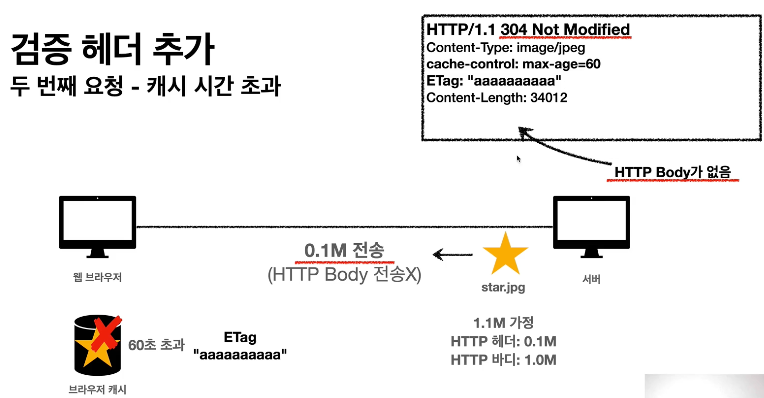 검증 헤더 추가
두 번째 요청 - 캐시 시간 초과
HTTP/1.1 304 Not Modified
Content-Type: image/jpeg
cache-control: max-age=60
ETag: "aaaaaaaaaa"
Content-Length: 34012
HTTP Body가 없음
0.1M 전송
(HTTP Body 전송X)
star.jpg
웹 브라우저
서버
1.1M 가정
HTTP 헤더: 0.1M
HTTP 바디: 1.0M
60초 초과
ETag
"aaaaaaaaaa"
브라우저 캐시